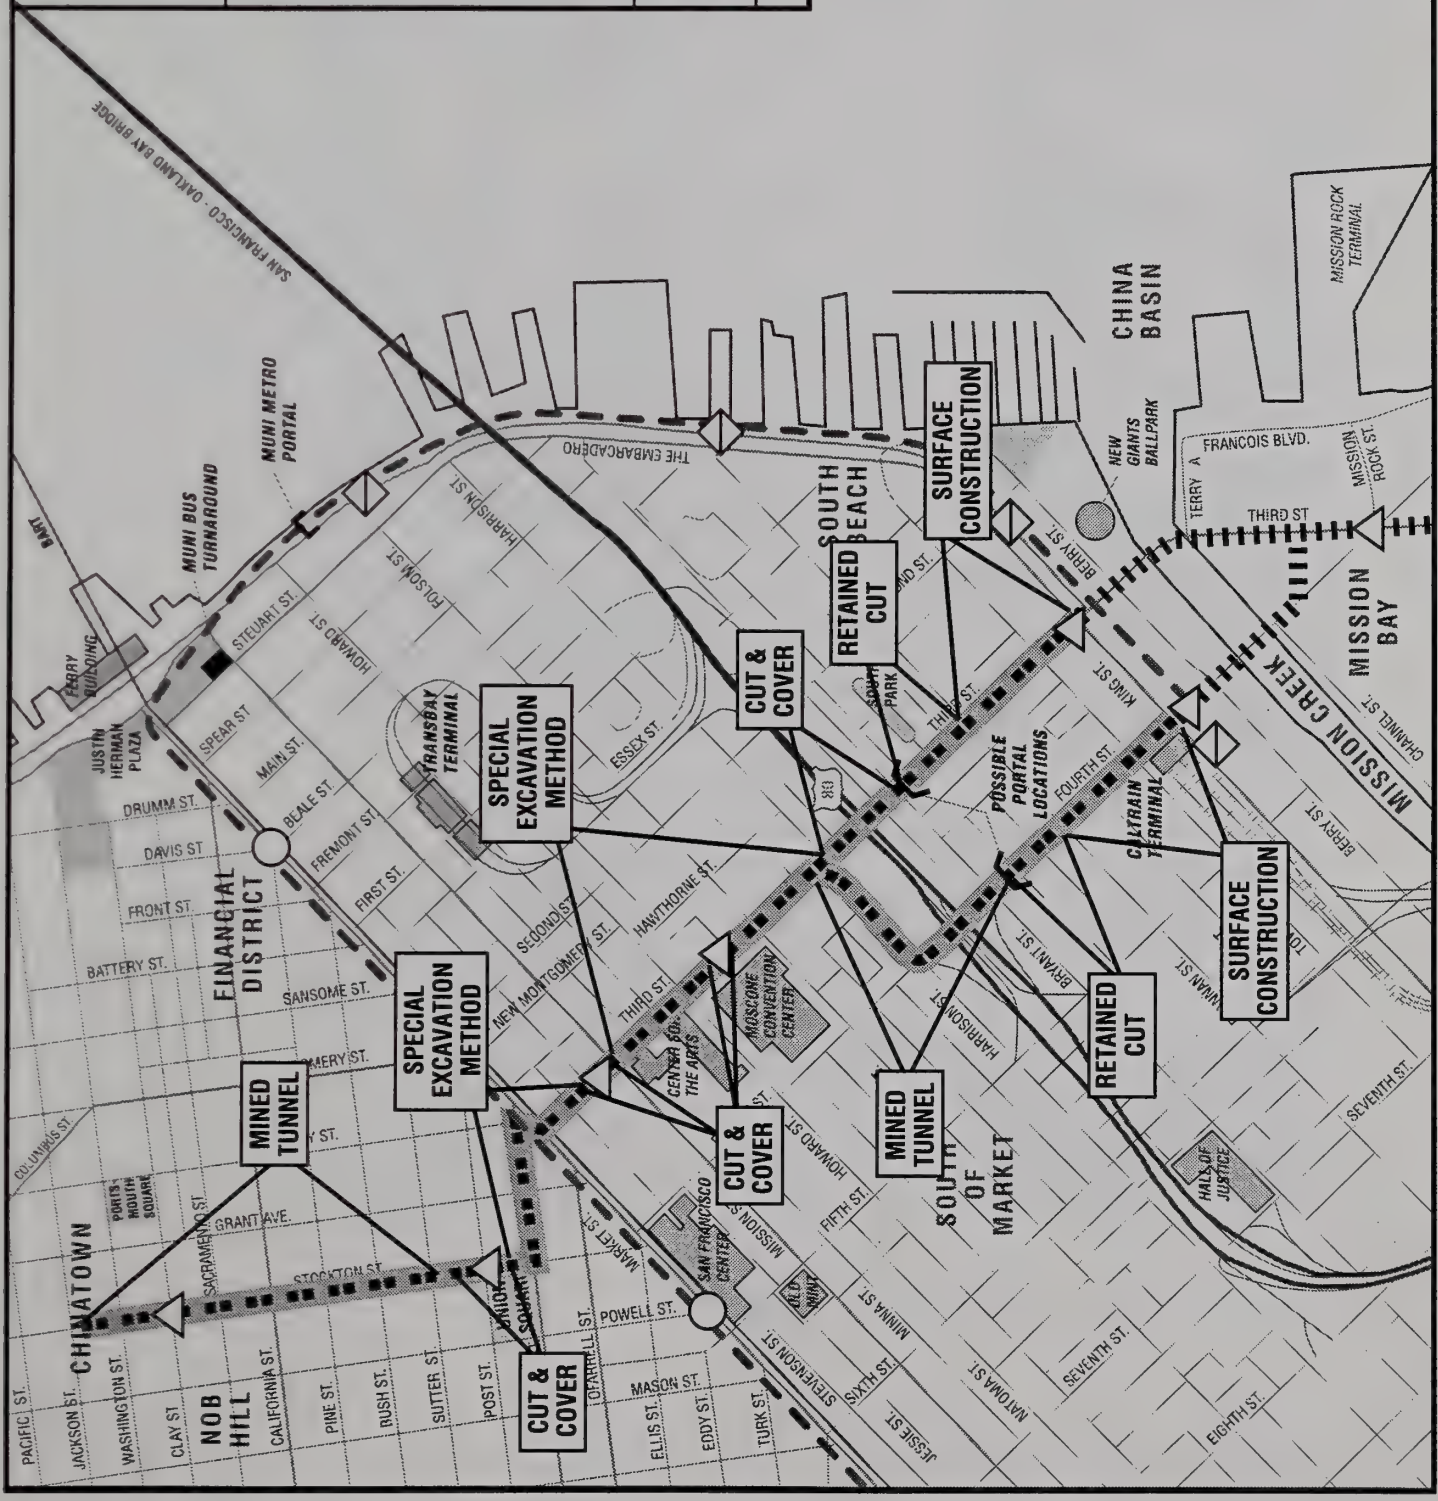 SAN FRANCISCO - OAKLAND BAY BRIDGE
BART
MUNI METRO
PORTAL
MUNI BUS
TURNAROUND
FERRY
BUILDING
JUSTIN
HERMAN
PLAZA
STEUART ST.
SPEAR ST
MAIN ST.
BEALE ST.
FREMONT ST.
FIRST ST.
HOWARD ST.
FOLSOM ST
HARRISON ST.
THE EMBARCADERO
TRANSBAY
TERMINAL
ESSEX ST.
DRUMM ST.
DAVIS ST
FRONT ST.
BATTERY ST.
SANSOME ST.
FINANCIAL
DISTRICT
SECOND ST.
NEW MONTGOMERY ST.
HAWTHORNE ST.
THIRD ST.
SPECIAL
EXCAVATION
METHOD
CUT &
COVER
RETAINED
CUT
SURFACE
CONSTRUCTION
SOUTH
BEACH
SOUTH
PARK
THIRD ST.
80
POSSIBLE
PORTAL
LOCATIONS
KING ST.
BERRY ST.
NEW
GIANTS
BALLPARK
CHINA
BASIN
MISSION ROCK
TERMINAL
TERRY A
FRANCOIS BLVD.
MISSION
ROCK ST.
THIRD ST
MISSION
BAY
MISSION CREEK
CHANNEL ST.
FOURTH ST.
CALTRAIN
TERMINAL
BERRY ST.
SURFACE
CONSTRUCTION
BRYANT ST.
HARRISON ST.
RETAINED
CUT
MINED
TUNNEL
SOUTH
OF
MARKET
HALL OF
JUSTICE
SEVENTH ST.
MOSCONE
CONVENTION
CENTER
CENTER FOR
THE ARTS
CUT &
COVER
SPECIAL
EXCAVATION
METHOD
MINED
TUNNEL
COLUMBUS ST.
PORTS-
MOUTH
SQUARE
SACRAMENTO ST
GRANT AVE.
STOCKTON ST.
CHINATOWN
UNION
SQUARE
CUT &
COVER
MARKET ST.
SAN FRANCISCO
CENTER
MISSION ST
HOWARD ST.
FIFTH ST.
OLD
MINT
MINNA ST.
POWELL ST.
MASON ST.
STEVENSON ST
SIXTH ST.
JESSIE ST.
NATOMA ST.
SEVENTH ST.
EIGHTH ST.
PACIFIC ST.
JACKSON ST.
WASHINGTON ST.
CLAY ST
NOB
HILL
CALIFORNIA ST.
PINE ST.
BUSH ST.
SUTTER ST.
POST ST.
OFARRELL ST.
ELLIS ST.
EDDY ST.
TURK ST.